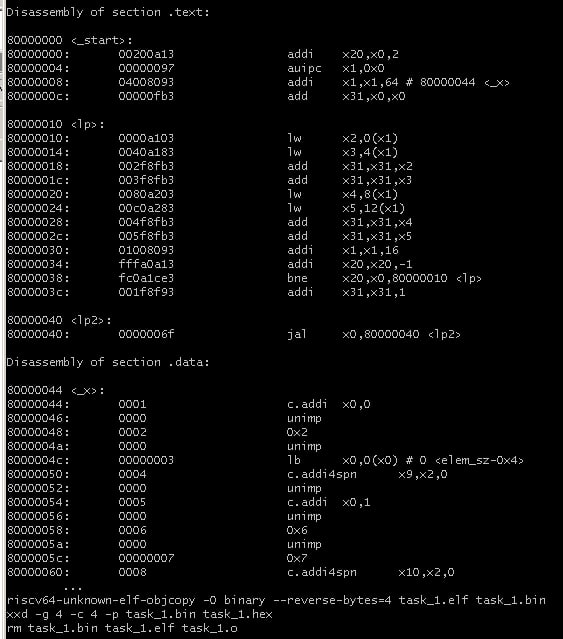 Disassembly of section .text:

80000000 <_start>:
80000000:	00200a13	addi	x20,x0,2
80000004:	00000097	auipc	x1,0x0
80000008:	04008093	addi	x1,x1,64 # 80000044 <_x>
8000000c:	00000fb3	add	x31,x0,x0

80000010 <lp>:
80000010:	0000a103	lw	x2,0(x1)
80000014:	0040a183	lw	x3,4(x1)
80000018:	002f8fb3	add	x31,x31,x2
8000001c:	003f8fb3	add	x31,x31,x3
80000020:	0080a203	lw	x4,8(x1)
80000024:	00c0a283	lw	x5,12(x1)
80000028:	004f8fb3	add	x31,x31,x4
8000002c:	005f8fb3	add	x31,x31,x5
80000030:	01008093	addi	x1,x1,16
80000034:	fffa0a13	addi	x20,x20,-1
80000038:	fc0a1ce3	bne	x20,x0,80000010 <lp>
8000003c:	001f8f93	addi	x31,x31,1

80000040 <lp2>:
80000040:	0000006f	jal	x0,80000040 <lp2>

Disassembly of section .data:

80000044 <_x>:
80000044:	0001	c.addi	x0,0
80000046:	0000	unimp
80000048:	0002	0x2
8000004a:	0000	unimp
8000004c:	00000003	lb	x0,0(x0) # 0 <elem_sz-0x4>
80000050:	0004	c.addi4spn	x9,x2,0
80000052:	0000	unimp
80000054:	0005	c.addi	x0,1
80000056:	0000	unimp
80000058:	0006	0x6
8000005a:	0000	unimp
8000005c:	00000007	0x7
80000060:	0008	c.addi4spn	x10,x2,0
...
riscv64-unknown-elf-objcopy -O binary --reverse-bytes=4 task_1.elf task_1.bin
xxd -g 4 -c 4 -p task_1.bin task_1.hex
rm task_1.bin task_1.elf task_1.o